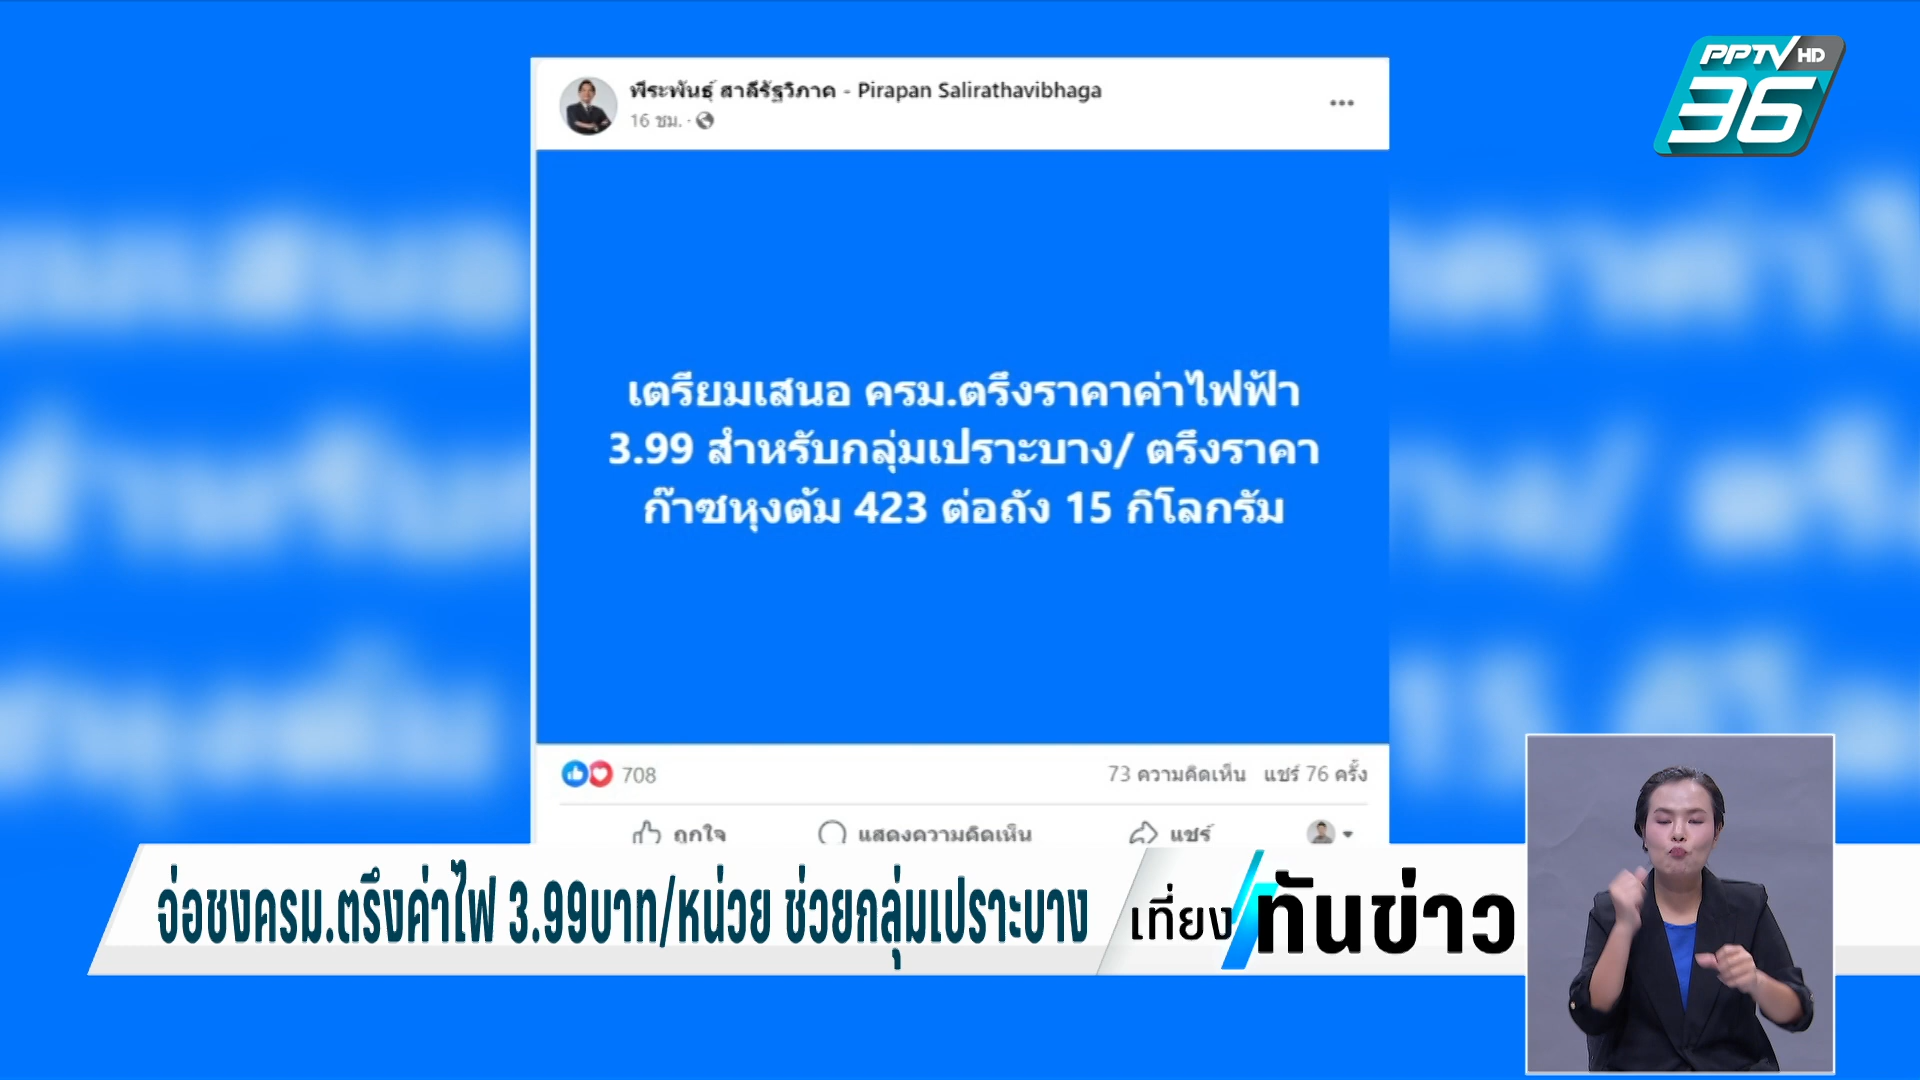 PPTV HD
36
พีระพันธุ์ สาลีรัฐวิภาค - Pirapan Salirathavibhaga
16 ชม. ·
เตรียมเสนอ ครม.ตรึงราคาค่าไฟฟ้า
3.99 สำหรับกลุ่มเปราะบาง/ ตรึงราคา
ก๊าซหุงต้ม 423 ต่อถัง 15 กิโลกรัม
708
73 ความคิดเห็น แชร์ 76 ครั้ง
ถูกใจ แสดงความคิดเห็น แชร์
จ่อชงครม.ตรึงค่าไฟ 3.99บาท/หน่วย ช่วยกลุ่มเปราะบาง
เที่ยงทันข่าว